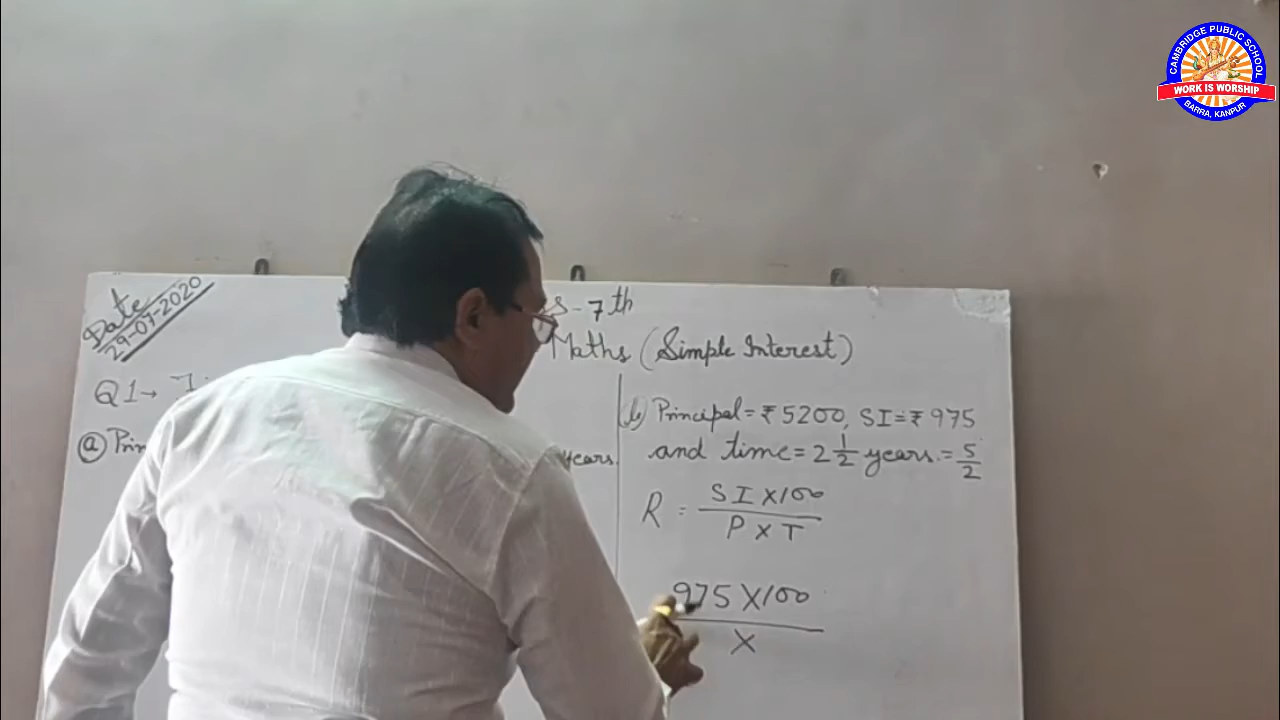 CAMBRIDGE PUBLIC SCHOOL
WORK IS WORSHIP
BARRA, KANPUR
Date
29-07-2020
S-7th
Maths (Simple Interest)
Q1→
(a) Prin
years.
(b) Principal = ₹ 5200, SI = ₹ 975
and time = 2 1/2 years. = 5/2
R = SI×100 / P×T
975×100 / ×